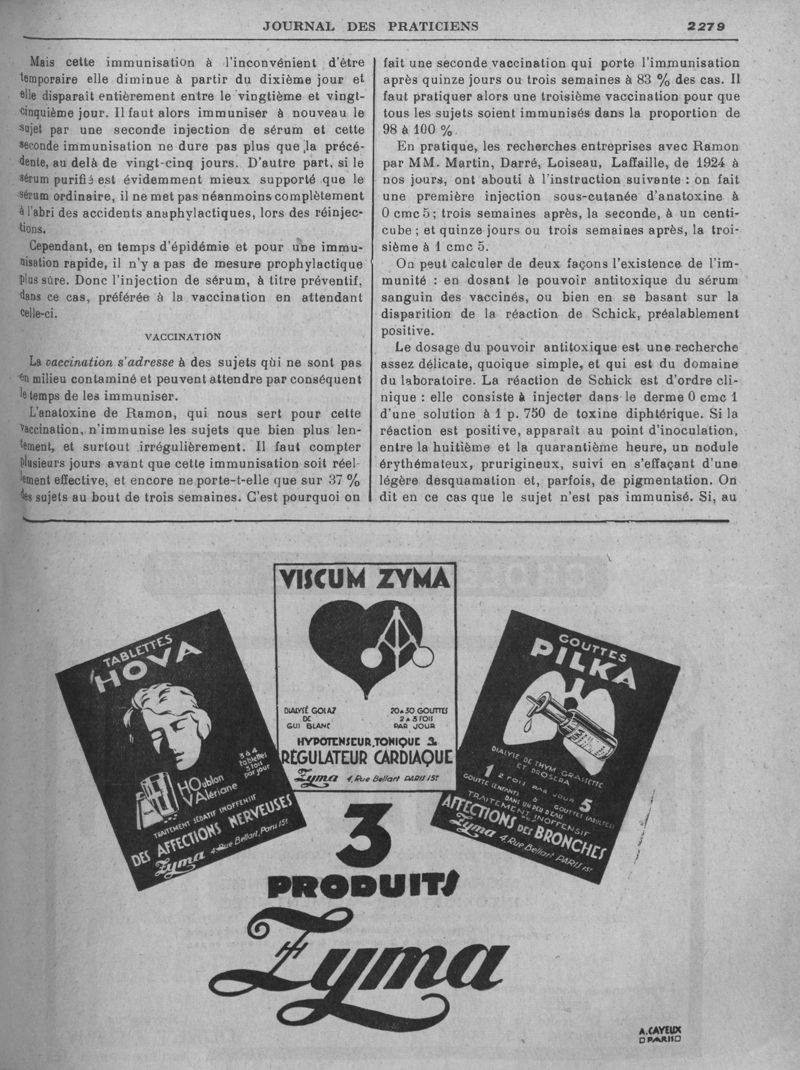 JOURNAL DES PRATICIENS 2279
Mais cette immunisation à l'inconvénient d'être
temporaire elle diminue à partir du dixième jour et
elle disparaît entièrement entre le vingtième et vingt-
cinquième jour. Il faut alors immuniser à nouveau le
sujet par une seconde injection de sérum et cette
seconde immunisation ne dure pas plus que la précé-
dente, au delà de vingt-cinq jours. D'autre part, si le
sérum purifié est évidemment mieux supporté que le
sérum ordinaire, il ne met pas néanmoins complètement
à l'abri des accidents anaphylactiques, lors des réinjec-
tions.
Cependant, en temps d'épidémie et pour une immu-
nisation rapide, il n'y a pas de mesure prophylactique
plus sûre. Donc l'injection de sérum, à titre préventif,
dans ce cas, préférée à la vaccination en attendant
celle-ci.
VACCINATION
La vaccination s'adresse à des sujets qui ne sont pas
en milieu contaminé et peuvent attendre par conséquent
le temps de les immuniser.
L'anatoxine de Ramon, qui nous sert pour cette
vaccination, n'immunise les sujets que bien plus len-
tement, et surtout irrégulièrement. Il faut compter
plusieurs jours avant que cette immunisation soit réel-
lement effective, et encore ne porte-t-elle que sur 37 %
des sujets au bout de trois semaines. C'est pourquoi on
fait une seconde vaccination qui porte l'immunisation
après quinze jours ou trois semaines à 83 % des cas. Il
faut pratiquer alors une troisième vaccination pour que
tous les sujets soient immunisés dans la proportion de
98 à 100 %
En pratique, les recherches entreprises avec Ramon
par MM. Martin, Darré, Loiseau, Laffaille, de 1924 à
nos jours, ont abouti à l'instruction suivante : on fait
une première injection sous-cutanée d'anatoxine à
0 cmc 5 ; trois semaines après, la seconde, à un centi-
cube ; et quinze jours ou trois semaines après, la troi-
sième à 1 cmc 5.
On peut calculer de deux façons l'existence de l'im-
munité : en dosant le pouvoir antitoxique du sérum
sanguin des vaccinés, ou bien en se basant sur la
disparition de la réaction de Schick, préalablement
positive.
Le dosage du pouvoir antitoxique est une recherche
assez délicate, quoique simple, et qui est du domaine
du laboratoire. La réaction de Schick est d'ordre cli-
nique : elle consiste à injecter dans le derme 0 cmc 1
d'une solution à 1 p. 750 de toxine diphtérique. Si la
réaction est positive, apparaît au point d'inoculation,
entre la huitième et la quarantième heure, un nodule
érythémateux, prurigineux, suivi en s'effaçant d'une
légère desquamation et, parfois, de pigmentation. On
dit en ce cas que le sujet n'est pas immunisé. Si, au
TABLETTES
HOVA
3 à 4
tablettes
3 fois
par jour
HOublon
VAlériane
TRAITEMENT SÉDATIF INOFFENSIF
DES AFFECTIONS NERVEUSES
Zyma 4, Rue Bellart, Paris 15e
VISCUM ZYMA
DIALYSÉ GOLAZ
DE
GUI BLANC
20 à 30 GOUTTES
2 à 3 FOIS
PAR JOUR
HYPOTENSEUR, TONIQUE &
RÉGULATEUR CARDIAQUE
Zyma 4, Rue Bellart PARIS 15e
GOUTTES
PILKA
PILKA
DIALYSÉ DE THYM GRASSETTE
ET DROSERA
2 FOIS PAR JOUR
1 GOUTTE (ENFANTS) à 5 GOUTTES (ADULTES)
DANS UN PEU D'EAU
TRAITEMENT INOFFENSIF
AFFECTIONS DES BRONCHES
Zyma 4, Rue Bellart PARIS 15e
3
PRODUITS
Zyma
A. CAYEUX
PARIS